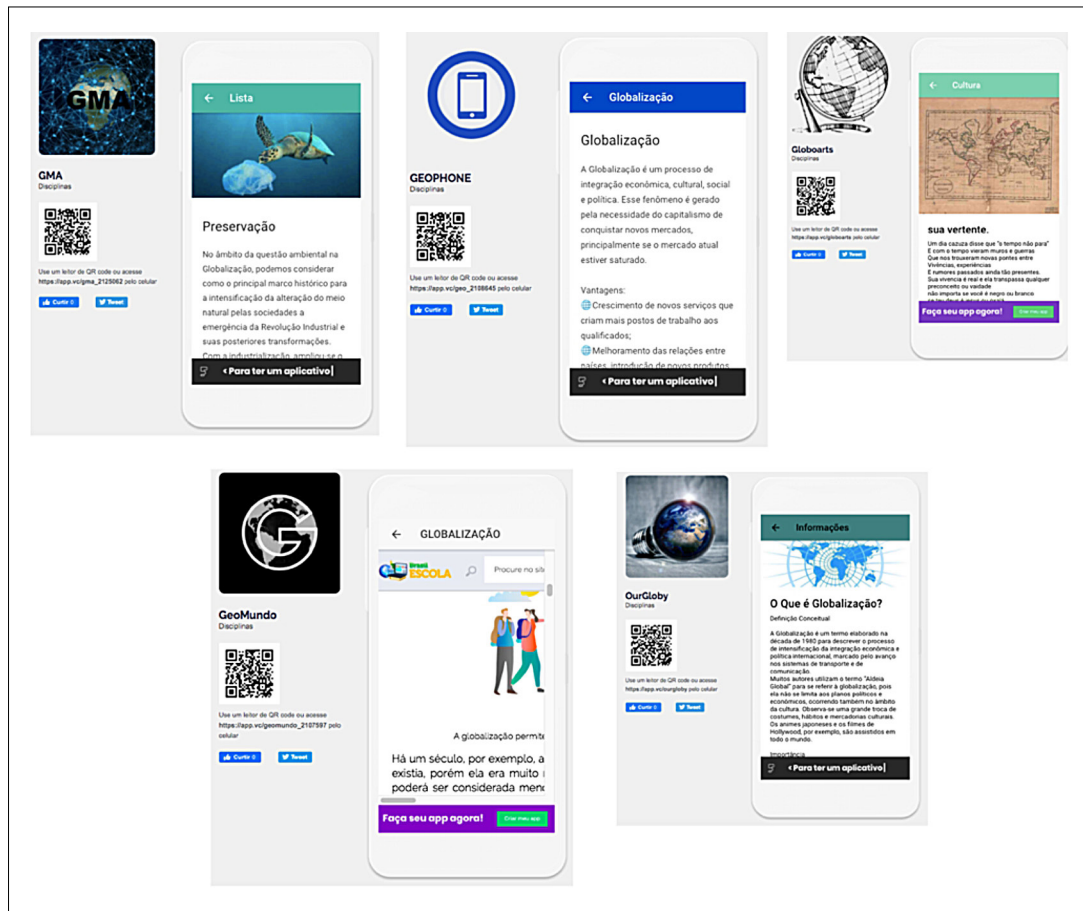 GMA
GMA
Disciplinas
Use um leitor de QR code ou acesse
https://app.vc/gma_2125062 pelo celular
Curtir 0
Tweet
← Lista
Preservação
No âmbito da questão ambiental na
Globalização, podemos considerar
como o principal marco histórico para
a intensificação da alteração do meio
natural pelas sociedades a
emergência da Revolução Industrial e
suas posteriores transformações.
Com a industrialização, ampliou-se o
< Para ter um aplicativo|
GEOPHONE
Disciplinas
Use um leitor de QR code ou acesse
https://app.vc/geo_2108645 pelo celular
Curtir 0
Tweet
← Globalização
Globalização
A Globalização é um processo de
integração econômica, cultural, social
e política. Esse fenômeno é gerado
pela necessidade do capitalismo de
conquistar novos mercados,
principalmente se o mercado atual
estiver saturado.
Vantagens:
🌐Crescimento de novos serviços que
criam mais postos de trabalho aos
qualificados;
🌐Melhoramento das relações entre
países, introdução de novos produtos
< Para ter um aplicativo|
Globoarts
Disciplinas
Use um leitor de QR code ou acesse
https://app.vc/globoarts pelo celular
Curtir 0
Tweet
← Cultura
sua vertente.
Um dia cazuza disse que "o tempo não para"
E com o tempo vieram muros e guerras
Que nos trouxeram novas pontes entre
Vivências, experiências
E rumores passados ainda tão presentes.
Sua vivencia é real e ela transpassa qualquer
preconceito ou vaidade
não importa se você é negro ou branco
Faça seu app agora!
Criar meu app
G
GeoMundo
Disciplinas
Use um leitor de QR code ou acesse
https://app.vc/geomundo_2107597 pelo
celular
Curtir 0
Tweet
← GLOBALIZAÇÃO
Brasil
ESCOLA
Procure no site
A globalização permite
Há um século, por exemplo, a
existia, porém ela era muito
poderá ser considerada meno
Faça seu app agora!
Criar meu app
OurGloby
Disciplinas
Use um leitor de QR code ou acesse
https://app.vc/ourgloby pelo celular
Curtir 0
Tweet
← Informações
O Que é Globalização?
Definição Conceitual
A Globalização é um termo elaborado na
década de 1980 para descrever o processo
de intensificação da integração econômica e
política internacional, marcado pelo avanço
nos sistemas de transporte e de
comunicação.
Muitos autores utilizam o termo "Aldeia
Global" para se referir à globalização, pois
ela não se limita aos planos políticos e
econômicos, ocorrendo também no âmbito
da cultura. Observa-se uma grande troca de
costumes, hábitos e mercadorias culturais.
Os animes japoneses e os filmes de
Hollywood, por exemplo, são assistidos em
todo o mundo.
Importância
< Para ter um aplicativo|